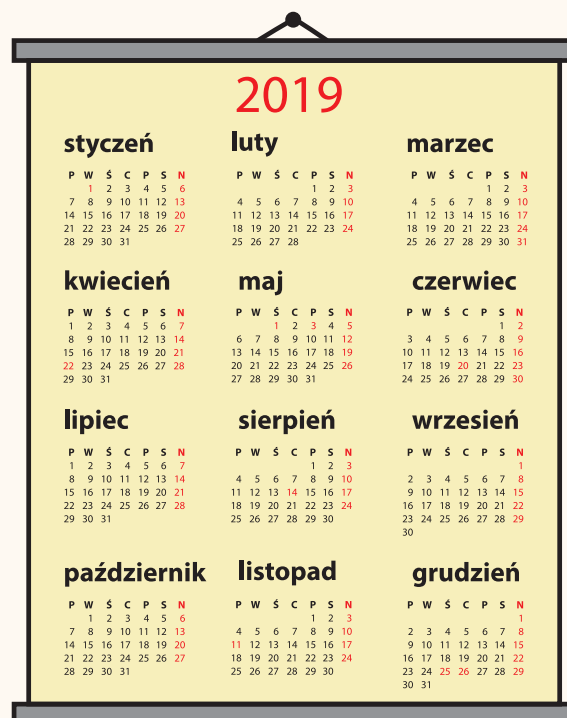 2019
styczeń
P W Ś C P S N
1 2 3 4 5 6
7 8 9 10 11 12 13
14 15 16 17 18 19 20
21 22 23 24 25 26 27
28 29 30 31
luty
P W Ś C P S N
1 2 3
4 5 6 7 8 9 10
11 12 13 14 15 16 17
18 19 20 21 22 23 24
25 26 27 28
marzec
P W Ś C P S N
1 2 3
4 5 6 7 8 9 10
11 12 13 14 15 16 17
18 19 20 21 22 23 24
25 26 27 28 29 30 31
kwiecień
P W Ś C P S N
1 2 3 4 5 6 7
8 9 10 11 12 13 14
15 16 17 18 19 20 21
22 23 24 25 26 27 28
29 30 31
maj
P W Ś C P S N
1 2 3 4 5
6 7 8 9 10 11 12
13 14 15 16 17 18 19
20 21 22 23 24 25 26
27 28 29 30 31
czerwiec
P W Ś C P S N
1 2
3 4 5 6 7 8 9
10 11 12 13 14 15 16
17 18 19 20 21 22 23
24 25 26 27 28 29 30
lipiec
P W Ś C P S N
1 2 3 4 5 6 7
8 9 10 11 12 13 14
15 16 17 18 19 20 21
22 23 24 25 26 27 28
29 30 31
sierpień
P W Ś C P S N
1 2 3
4 5 6 7 8 9 10
11 12 13 14 15 16 17
18 19 20 21 22 23 24
25 26 27 28 29 30
wrzesień
P W Ś C P S N
1
2 3 4 5 6 7 8
9 10 11 12 13 14 15
16 17 18 19 20 21 22
23 24 25 26 27 28 29
30
październik
P W Ś C P S N
1 2 3 4 5 6
7 8 9 10 11 12 13
14 15 16 17 18 19 20
21 22 23 24 25 26 27
28 29 30 31
listopad
P W Ś C P S N
1 2 3
4 5 6 7 8 9 10
11 12 13 14 15 16 17
18 19 20 21 22 23 24
25 26 27 28 29 30
grudzień
P W Ś C P S N
1
2 3 4 5 6 7 8
9 10 11 12 13 14 15
16 17 18 19 20 21 22
23 24 25 26 27 28 29
30 31